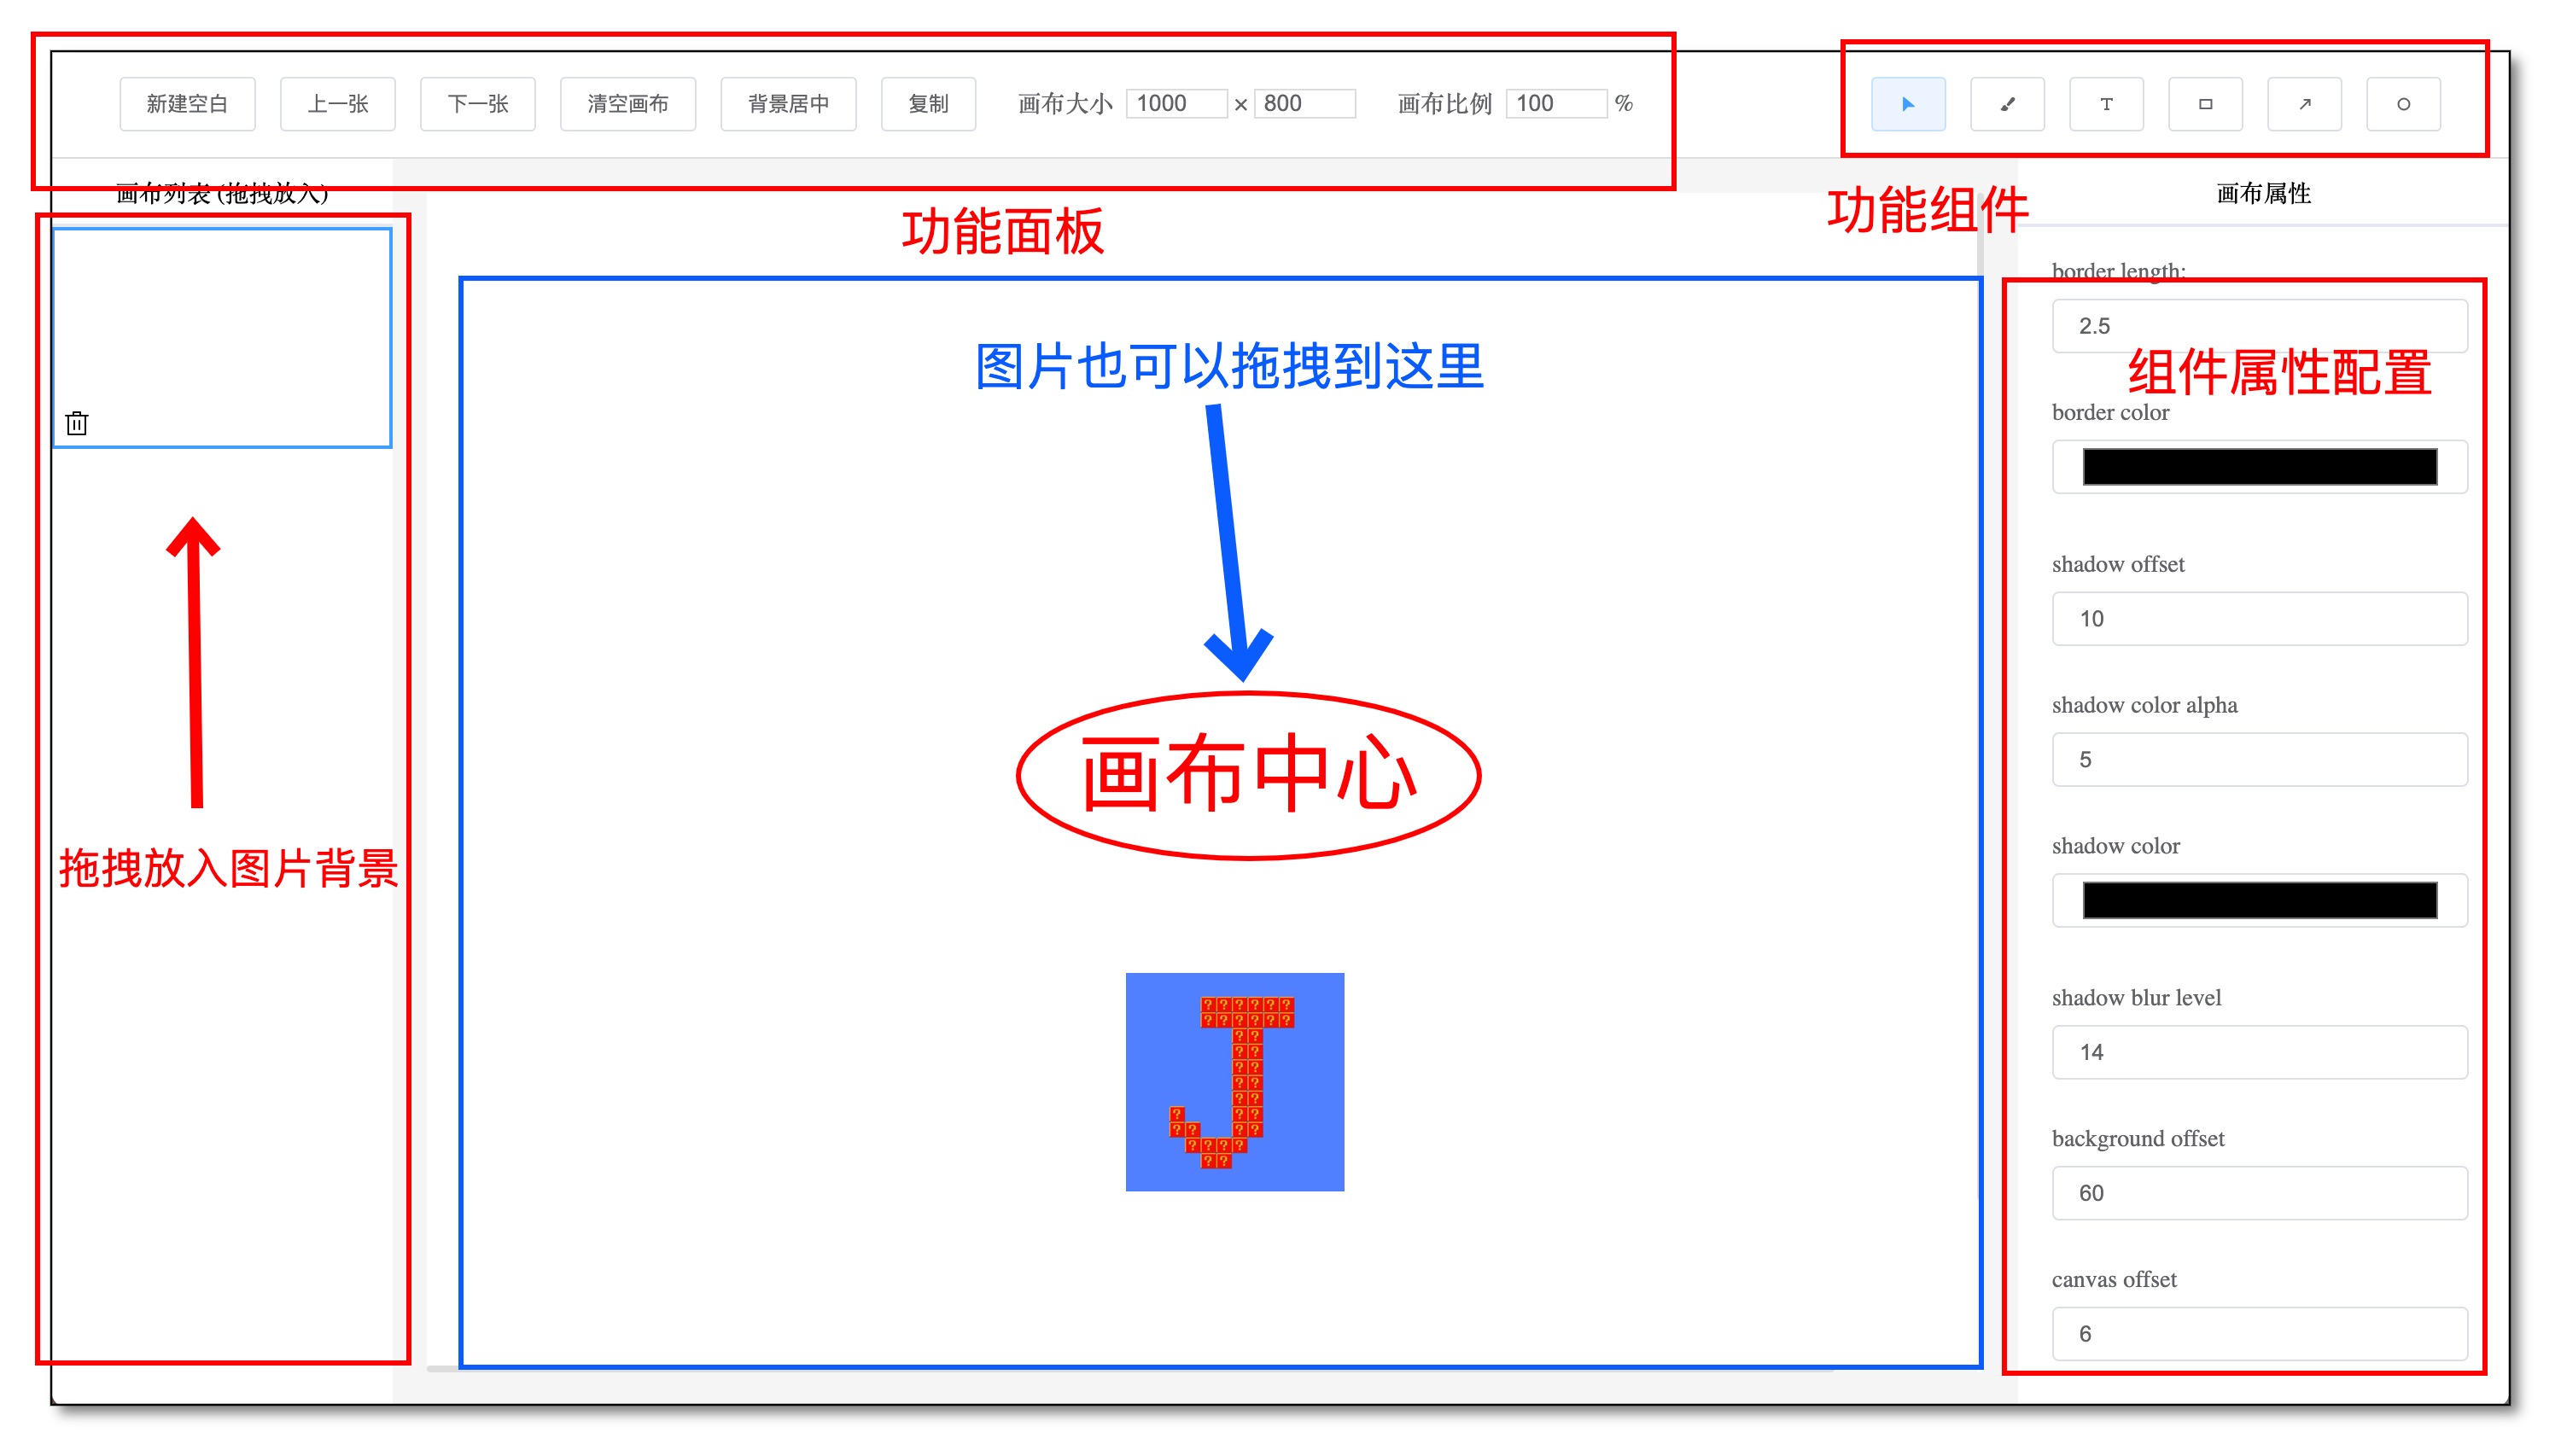 新建空白 上一张 下一张 清空画布 背景居中 复制 画布大小 1000 × 800 画布比例 100 %
T
画布列表 (拖拽放入)
功能面板
功能组件
画布属性
图片也可以拖拽到这里
画布中心
拖拽放入图片背景
border length:
2.5
组件属性配置
border color
shadow offset
10
shadow color alpha
5
shadow color
shadow blur level
14
background offset
60
canvas offset
6
??????
??????
??
??
??
??
??
? ??
?? ??
????
??